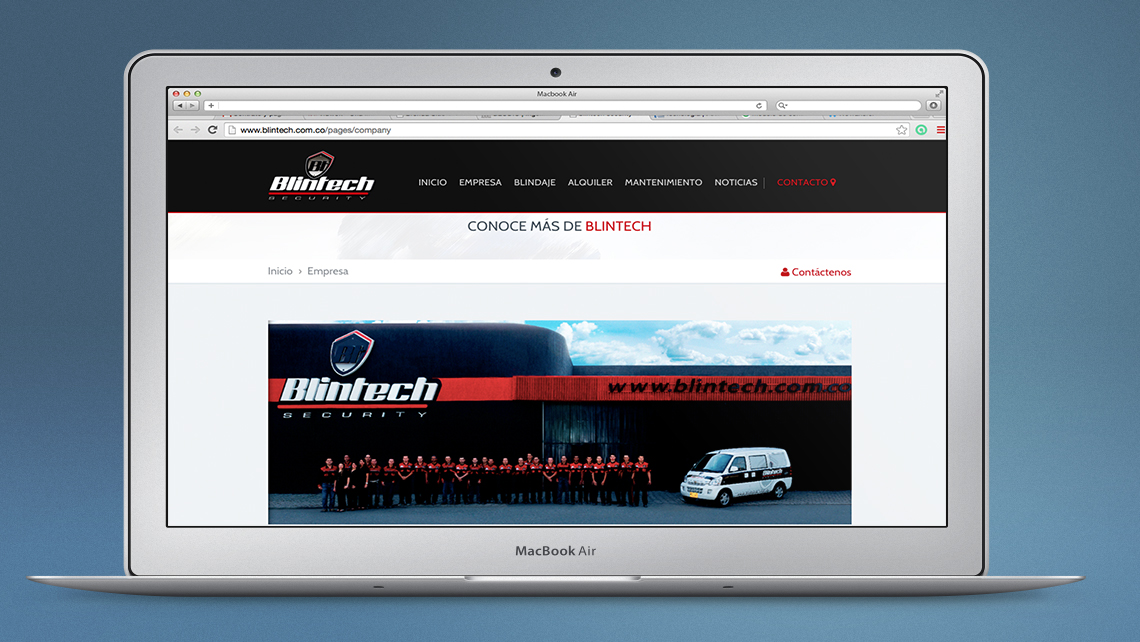 Macbook Air
www.blintech.com.co/pages/company
Blintech
SECURITY
INICIO EMPRESA BLINDAJE ALQUILER MANTENIMIENTO NOTICIAS CONTACTO
CONOCE MÁS DE BLINTECH
Inicio › Empresa
Contáctenos
Blintech
SECURITY
www.blintech.com.co
Blintech
MacBook Air